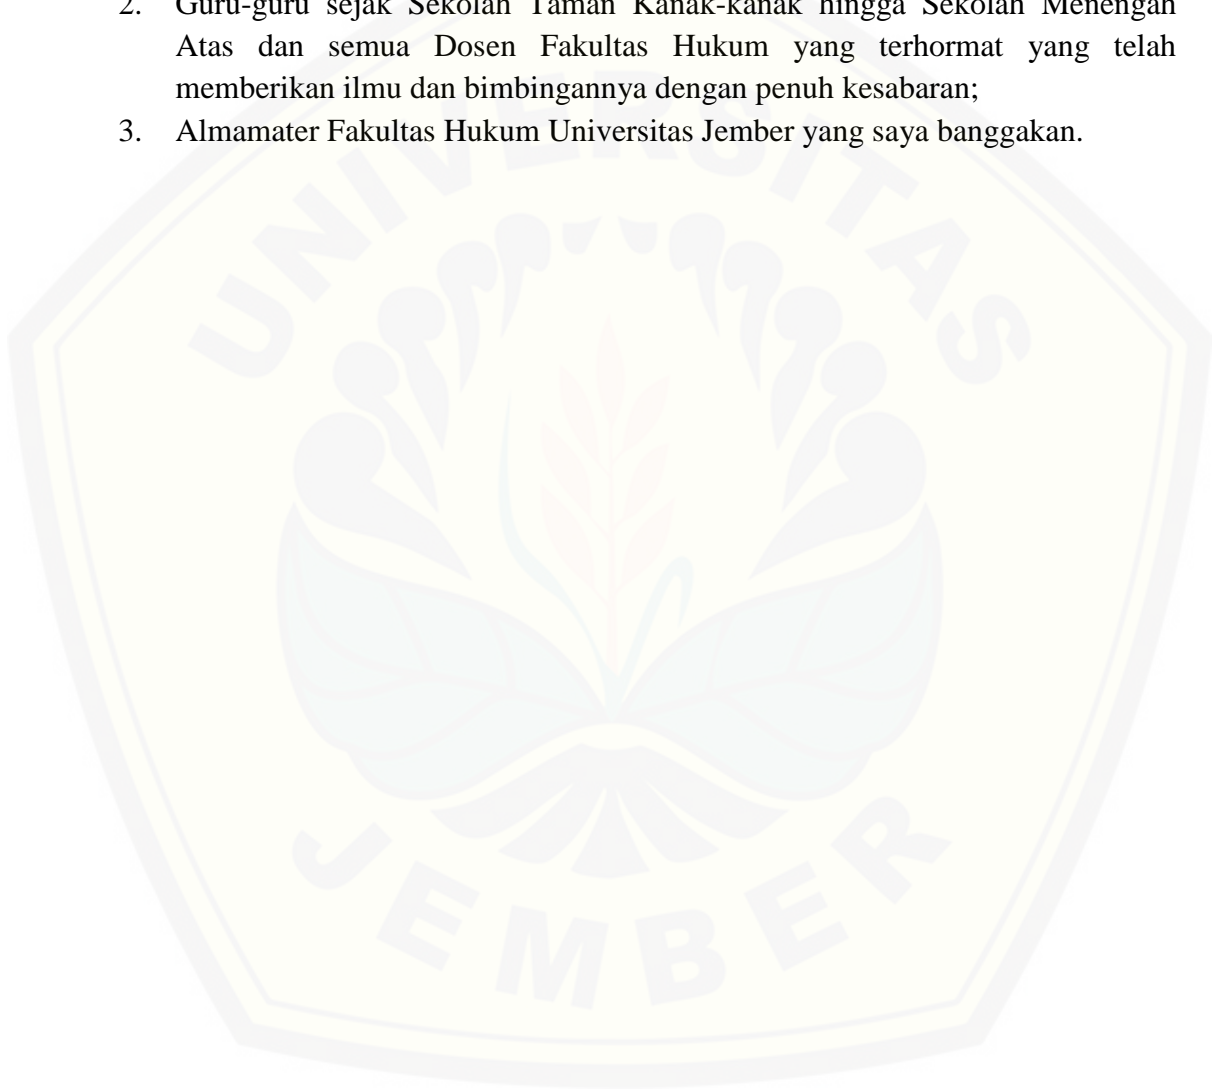 2. Guru-guru sejak Sekolah Taman Kanak-kanak hingga Sekolah Menengah
Atas dan semua Dosen Fakultas Hukum yang terhormat yang telah
memberikan ilmu dan bimbingannya dengan penuh kesabaran;
3. Almamater Fakultas Hukum Universitas Jember yang saya banggakan.
UNIVERSITAS
JEMBER